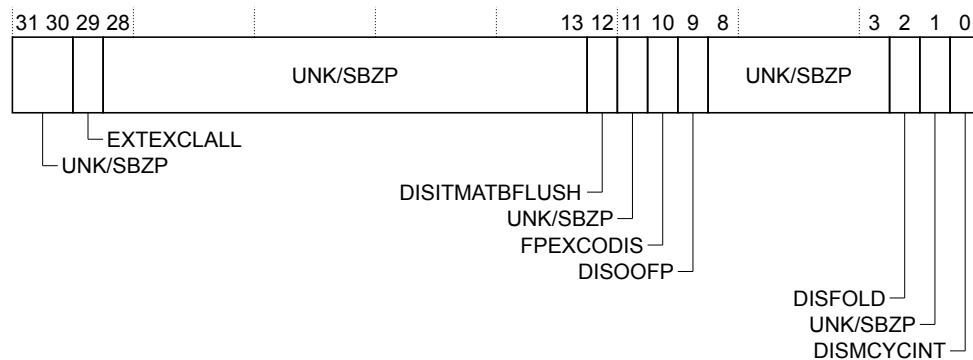 31 30 29 28 13 12 11 10 9 8 3 2 1 0
UNK/SBZP UNK/SBZP
EXTEXCLALL
UNK/SBZP
DISITMATBFLUSH
UNK/SBZP
FPEXCODIS
DISOOFP
DISFOLD
UNK/SBZP
DISMCYCINT